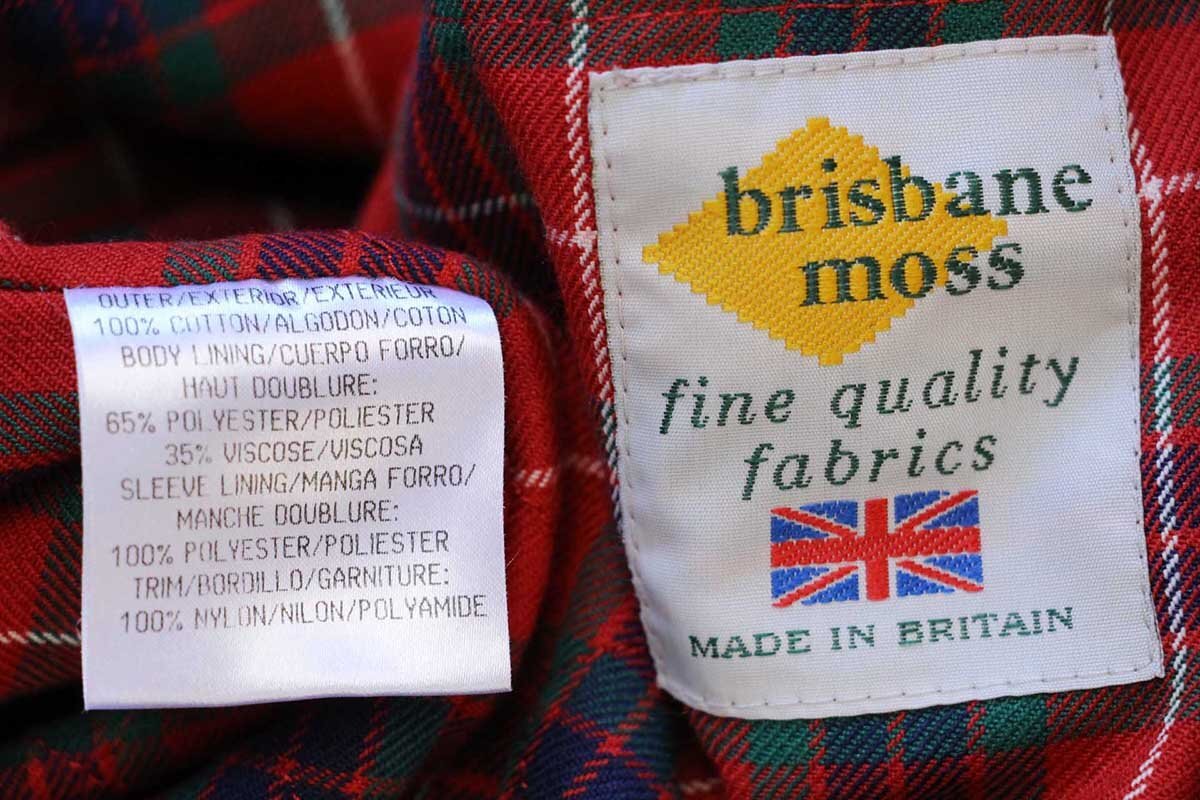 OUTER/EXTERIOR/EXTERIEUR
100% COTTON/ALGODON/COTON
BODY LINING/CUERPO FORRO/
HAUT DOUBLURE:
65% POLYESTER/POLIESTER
35% VISCOSE/VISCOSA
SLEEVE LINING/MANGA FORRO/
MANCHE DOUBLURE:
100% POLYESTER/POLIESTER
TRIM/BORDILLO/GARNITURE:
100% NYLON/NILON/POLYAMIDE
brisbane
moss
fine quality
fabrics
MADE IN BRITAIN